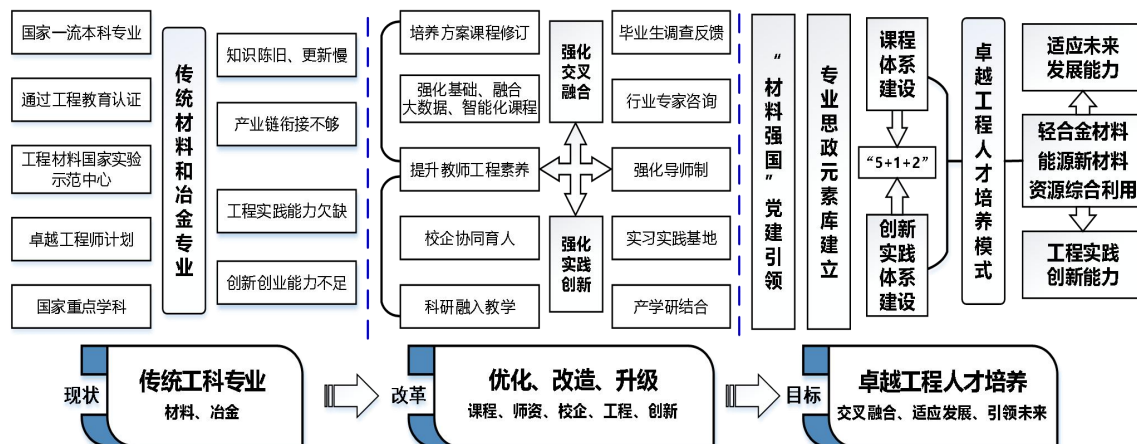 国家一流本科专业
通过工程教育认证
工程材料国家实验
示范中心
卓越工程师计划
国家重点学科
传统材料和冶金专业
知识陈旧、更新慢
产业链衔接不够
工程实践能力欠缺
创新创业能力不足
培养方案课程修订
强化基础、融合
大数据、智能化课程
提升教师工程素养
校企协同育人
科研融入教学
强化
交叉
融合
强化
实践
创新
毕业生调查反馈
行业专家咨询
强化导师制
实习实践基地
产学研结合
“材料强国”党建引领
专业思政元素库建立
课程
体系
建设
“5+1+2”
创新
实践
体系
建设
卓越工程人才培养模式
适应未来
发展能力
轻合金材料
能源新材料
资源综合利用
工程实践
创新能力
现状
传统工科专业
材料、冶金
改革
优化、改造、升级
课程、师资、校企、工程、创新
目标
卓越工程人才培养
交叉融合、适应发展、引领未来